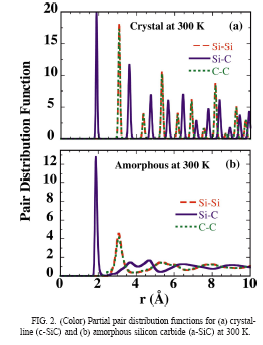 Pair Distribution Function
20
15
10
5
0
Crystal at 300 K (a)
Si-Si
Si-C
C-C
12
10
8
6
4
2
0
Amorphous at 300 K (b)
Si-Si
Si-C
C-C
0 2 4 6 8 10
r (Å)
FIG. 2. (Color) Partial pair distribution functions for (a) crystal-
line (c-SiC) and (b) amorphous silicon carbide (a-SiC) at 300 K.